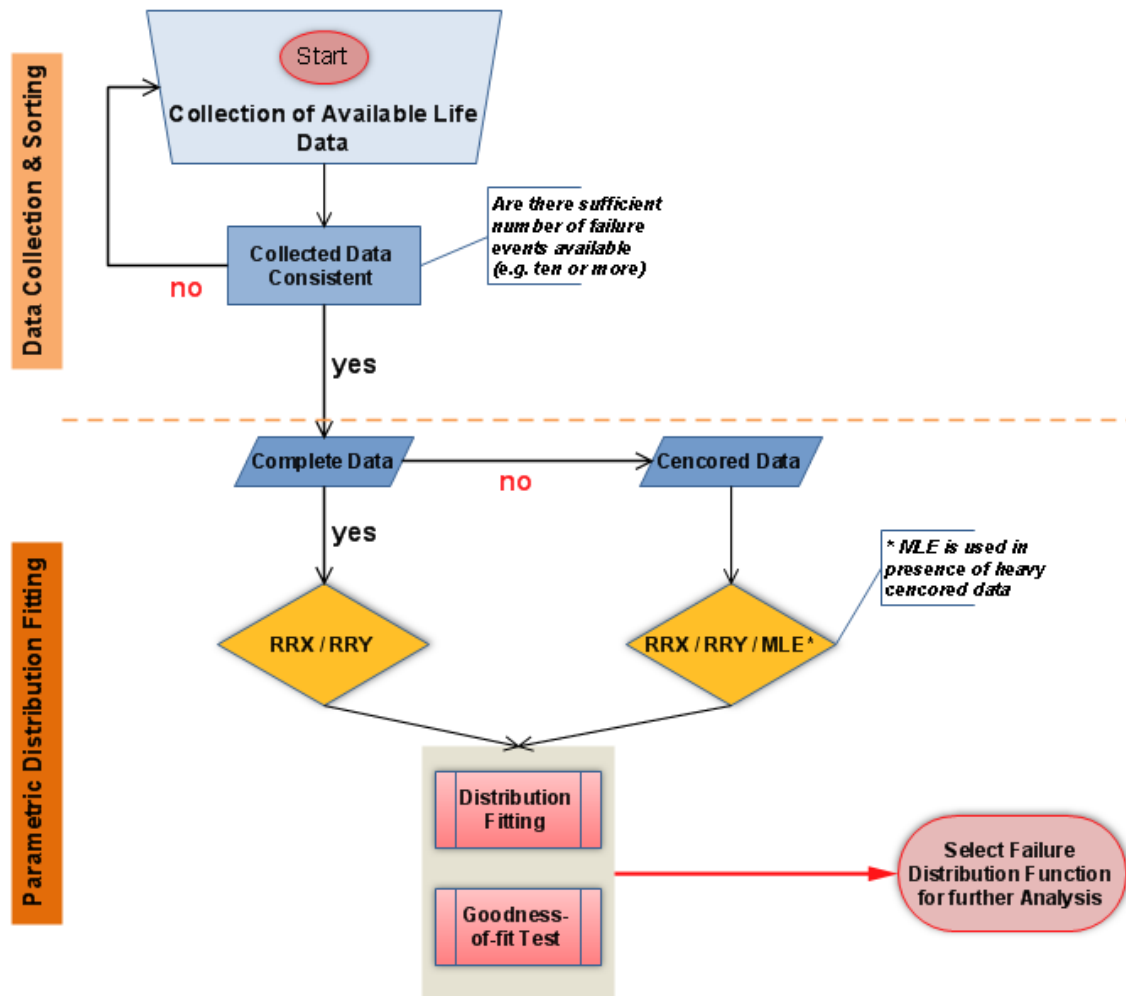 Start
Collection of Available Life
Data
Data Collection & Sorting
Are there sufficient
number of failure
events available
(e.g. ten or more)
Collected Data
Consistent
no
yes
Complete Data
no
Cencored Data
yes
* MLE is used in
presence of heavy
cencored data
Parametric Distribution Fitting
RRX / RRY
RRX / RRY / MLE*
Distribution
Fitting
Select Failure
Distribution Function
for further Analysis
Goodness-
of-fit Test